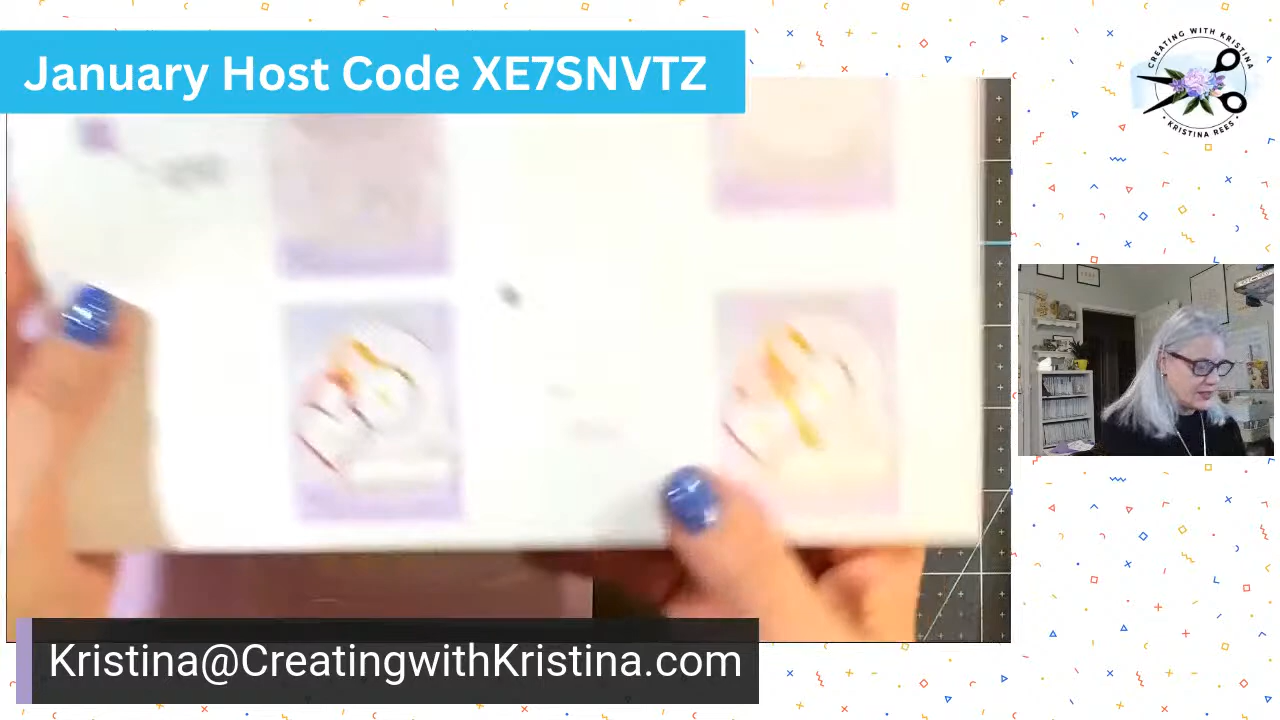 January Host Code XE7SNVTZ
CREATING WITH KRISTINA
• KRISTINA REES •
Kristina@CreatingwithKristina.com